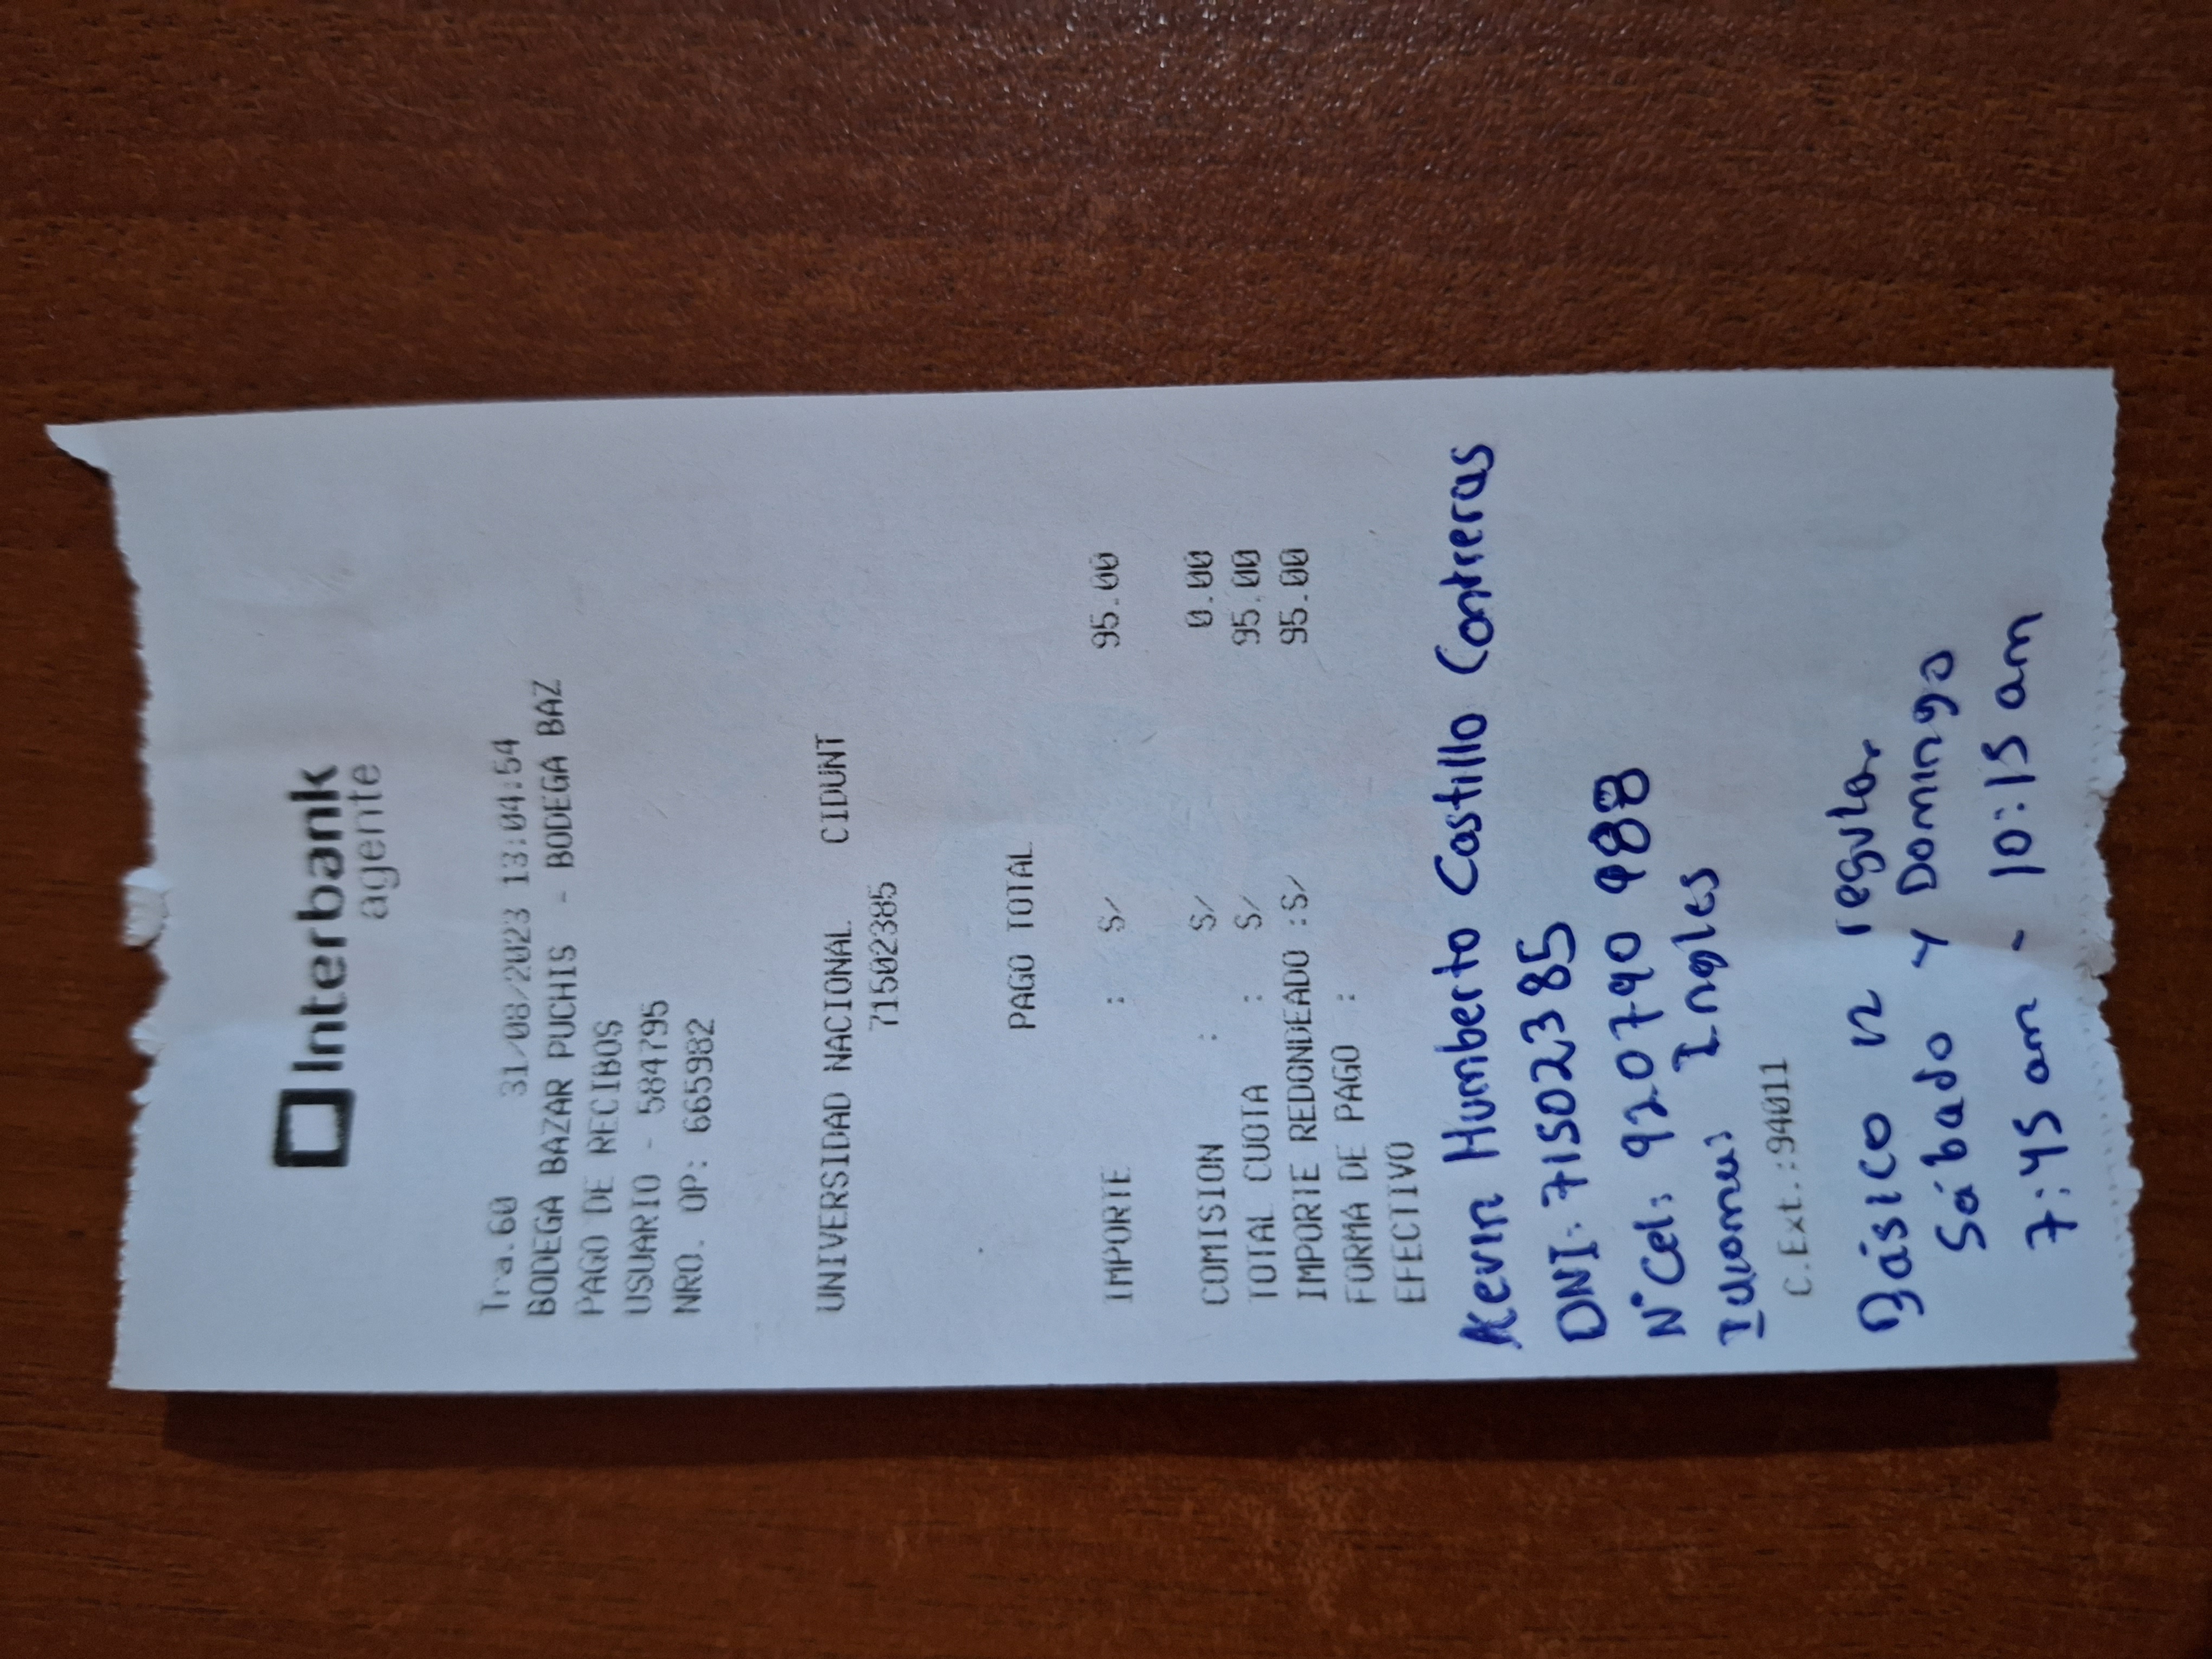 Interbank
agente
Tra.60 31/08/2023 13:04:54
BODEGA BAZAR PUCHIS - BODEGA BAZ
PAGO DE RECIBOS
USUARIO - 584795
NRO. OP: 665982
UNIVERSIDAD NACIONAL CIDUNT
71502385
PAGO TOTAL
IMPORTE : S/ 95.00
COMISION : S/ 0.00
TOTAL CUOTA : S/ 95.00
IMPORTE REDONDEADO :S/ 95.00
FORMA DE PAGO :
EFECTIVO
Kevin Humberto Castillo Contreras
DNI: 71502385
N° Cel: 920790988
Idioma: Ingles
C.Ext.:94011
Básico 12 regular
Sábado y Domingo
7:45 am - 10:15 am